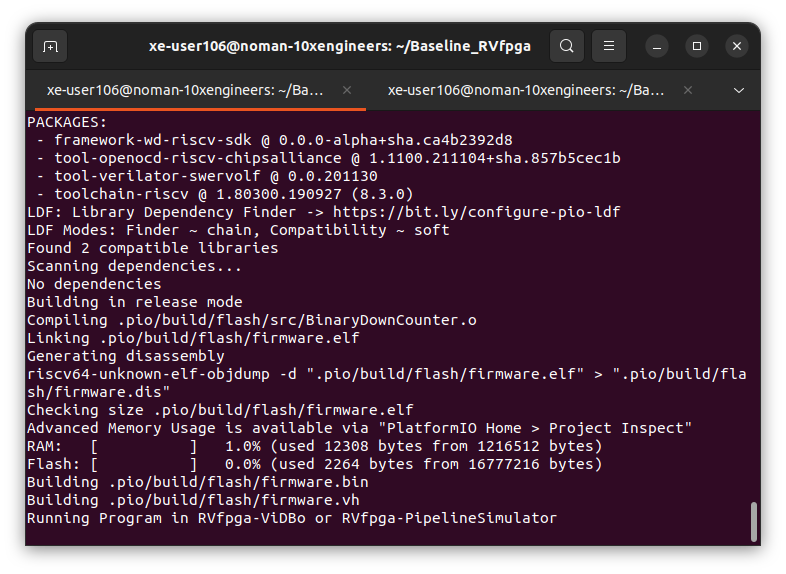 xe-user106@noman-10xengineers: ~/Baseline_RVfpga
xe-user106@noman-10xengineers: ~/Ba...
xe-user106@noman-10xengineers: ~/Ba...
PACKAGES:
 - framework-wd-riscv-sdk @ 0.0.0-alpha+sha.ca4b2392d8
 - tool-openocd-riscv-chipsalliance @ 1.1100.211104+sha.857b5cec1b
 - tool-verilator-swervolf @ 0.0.201130
 - toolchain-riscv @ 1.80300.190927 (8.3.0)
LDF: Library Dependency Finder -> https://bit.ly/configure-pio-ldf
LDF Modes: Finder ~ chain, Compatibility ~ soft
Found 2 compatible libraries
Scanning dependencies...
No dependencies
Building in release mode
Compiling .pio/build/flash/src/BinaryDownCounter.o
Linking .pio/build/flash/firmware.elf
Generating disassembly
riscv64-unknown-elf-objdump -d ".pio/build/flash/firmware.elf" > ".pio/build/fla
sh/firmware.dis"
Checking size .pio/build/flash/firmware.elf
Advanced Memory Usage is available via "PlatformIO Home > Project Inspect"
RAM:   [          ]   1.0% (used 12308 bytes from 1216512 bytes)
Flash: [          ]   0.0% (used 2264 bytes from 16777216 bytes)
Building .pio/build/flash/firmware.bin
Building .pio/build/flash/firmware.vh
Running Program in RVfpga-ViDBo or RVfpga-PipelineSimulator